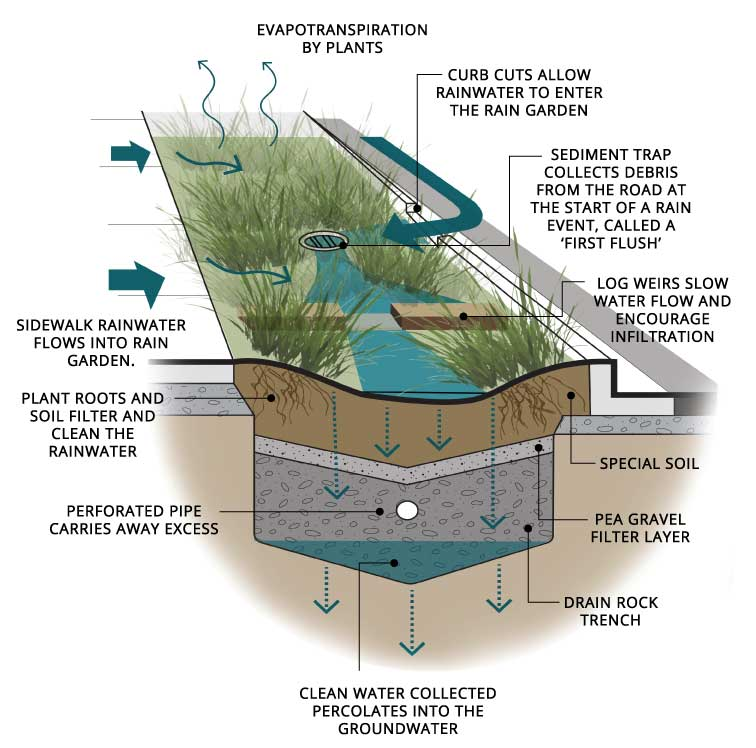 EVAPOTRANSPIRATION
BY PLANTS
CURB CUTS ALLOW
RAINWATER TO ENTER
THE RAIN GARDEN
SEDIMENT TRAP
COLLECTS DEBRIS
FROM THE ROAD AT
THE START OF A RAIN
EVENT, CALLED A
‘FIRST FLUSH’
LOG WEIRS SLOW
WATER FLOW AND
ENCOURAGE
INFILTRATION
SIDEWALK RAINWATER
FLOWS INTO RAIN
GARDEN.
PLANT ROOTS AND
SOIL FILTER AND
CLEAN THE
RAINWATER
SPECIAL SOIL
PERFORATED PIPE
CARRIES AWAY EXCESS
PEA GRAVEL
FILTER LAYER
DRAIN ROCK
TRENCH
CLEAN WATER COLLECTED
PERCOLATES INTO THE
GROUNDWATER